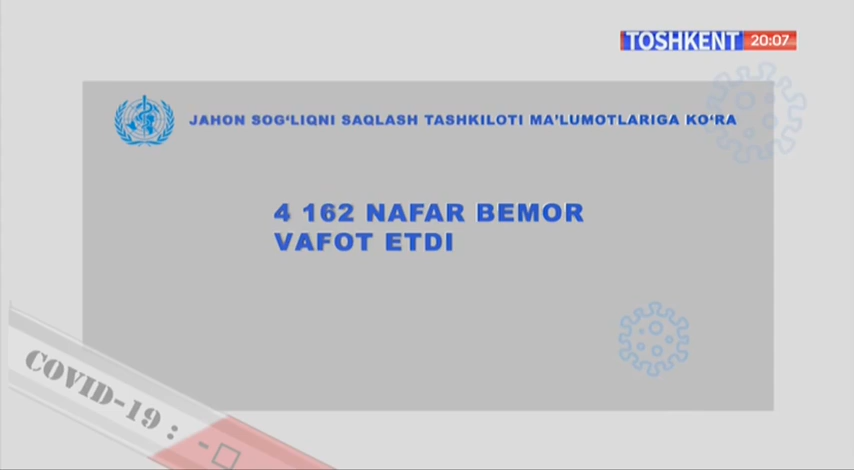 TOSHKENT 20:07
JAHON SOG‘LIQNI SAQLASH TASHKILOTI MA’LUMOTLARIGA KO‘RA
4 162 NAFAR BEMOR
VAFOT ETDI
COVID-19 :